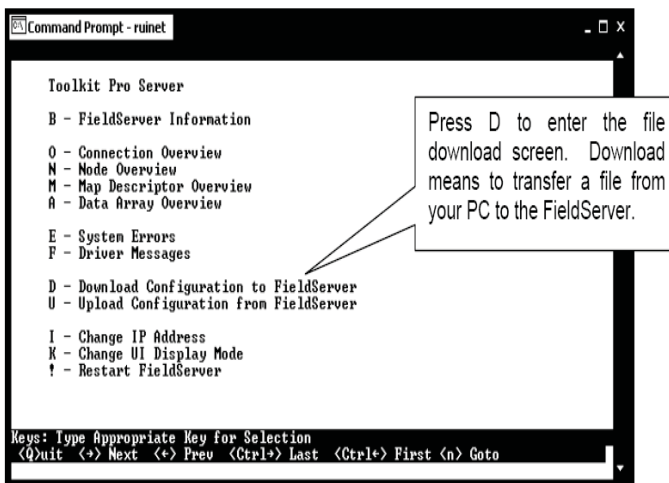 Command Prompt - ruinet
Toolkit Pro Server
B - FieldServer Information
O - Connection Overview
N - Node Overview
M - Map Descriptor Overview
A - Data Array Overview
E - System Errors
F - Driver Messages
D - Download Configuration to FieldServer
U - Upload Configuration from FieldServer
I - Change IP Address
K - Change UI Display Mode
! - Restart FieldServer
Keys: Type Appropriate Key for Selection
<Q>uit <→> Next <←> Prev <Ctrl→> Last <Ctrl←> First <n> Goto
Press D to enter the file
download screen. Download
means to transfer a file from
your PC to the FieldServer.